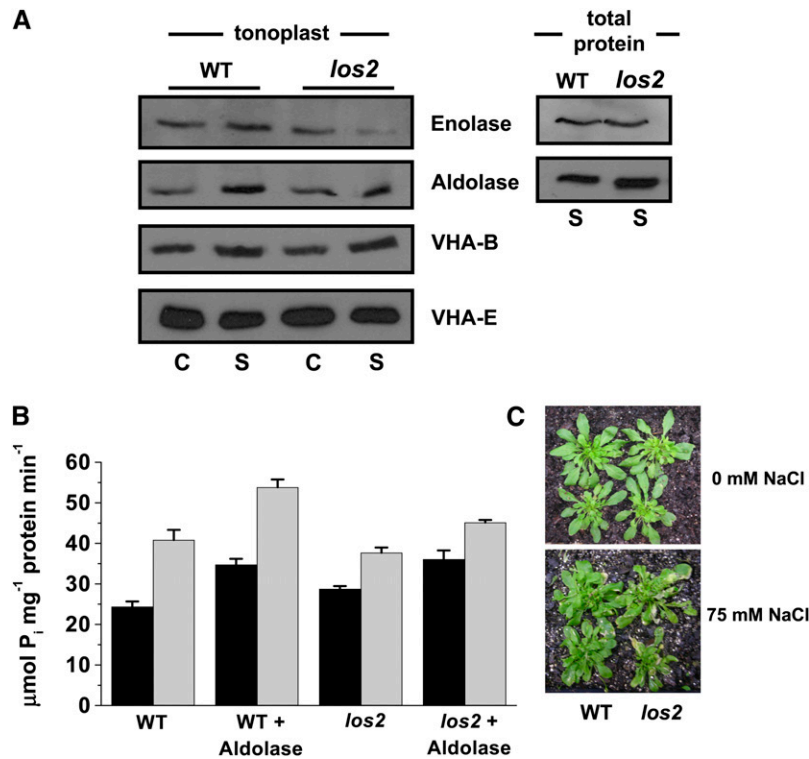 A
tonoplast
WT los2
Enolase
Aldolase
VHA-B
VHA-E
C S C S
total
protein
WT los2
S S
B
μmol Pi mg-1 protein min-1
60
50
40
30
20
10
0
WT
WT +
Aldolase
los2
los2 +
Aldolase
C
0 mM NaCl
75 mM NaCl
WT los2